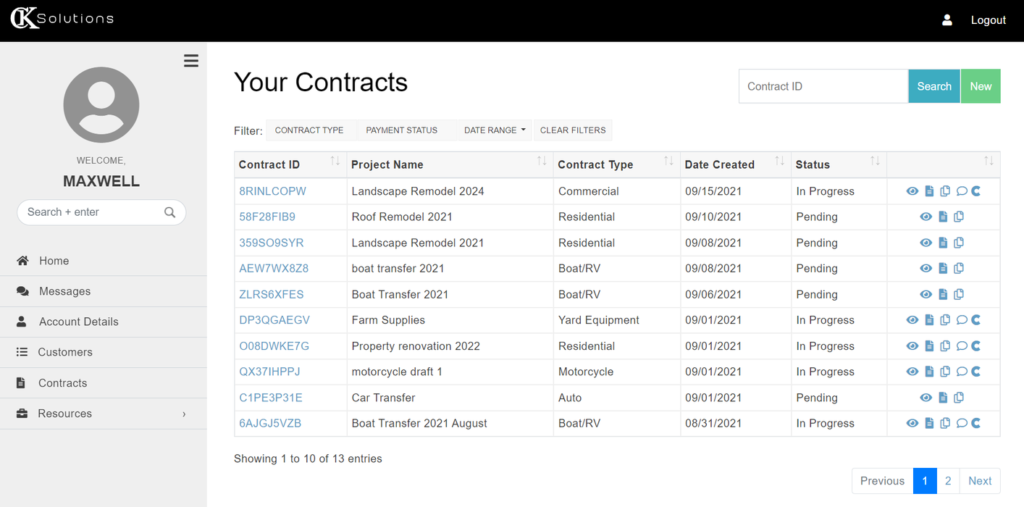 CK Solutions
Logout
WELCOME,
MAXWELL
Search + enter
Home
Messages
Account Details
Customers
Contracts
Resources
Your Contracts
Contract ID
Search
New
Filter: CONTRACT TYPE PAYMENT STATUS DATE RANGE CLEAR FILTERS
Contract ID Project Name Contract Type Date Created Status
8RINLCOPW Landscape Remodel 2024 Commercial 09/15/2021 In Progress
58F28FIB9 Roof Remodel 2021 Residential 09/10/2021 Pending
359SO9SYR Landscape Remodel 2021 Residential 09/08/2021 Pending
AEW7WX8Z8 boat transfer 2021 Boat/RV 09/08/2021 Pending
ZLRS6XFES Boat Transfer 2021 Boat/RV 09/06/2021 Pending
DP3QGAEGV Farm Supplies Yard Equipment 09/01/2021 In Progress
O08DWKE7G Property renovation 2022 Residential 09/01/2021 In Progress
QX37IHPPJ motorcycle draft 1 Motorcycle 09/01/2021 In Progress
C1PE3P31E Car Transfer Auto 09/01/2021 Pending
6AJGJ5VZB Boat Transfer 2021 August Boat/RV 08/31/2021 In Progress
Showing 1 to 10 of 13 entries
Previous 1 2 Next